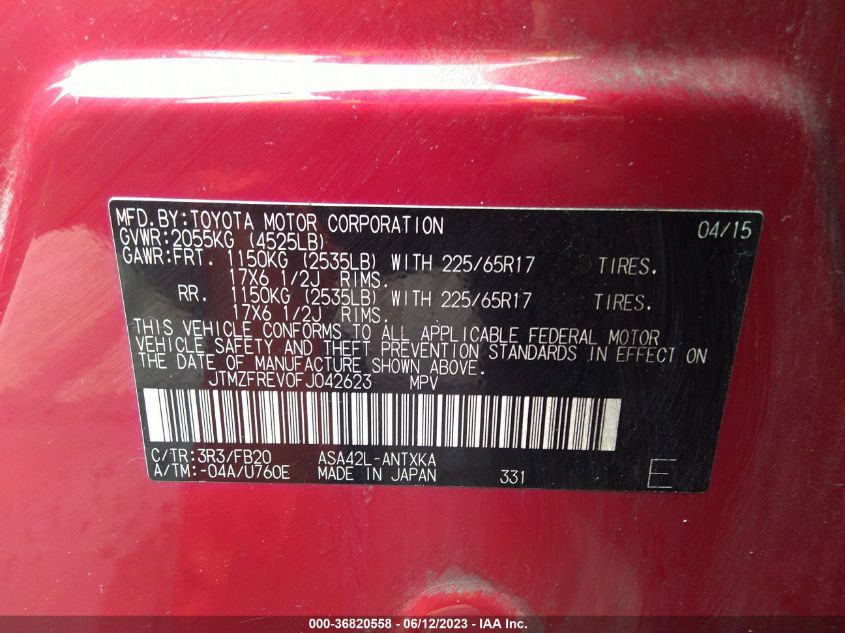 MFD.BY:TOYOTA MOTOR CORPORATION 04/15
GVWR:2055KG (4525LB)
GAWR:FRT. 1150KG (2535LB) WITH 225/65R17 TIRES.
17X6 1/2J RIMS.
RR. 1150KG (2535LB) WITH 225/65R17 TIRES.
17X6 1/2J RIMS.
THIS VEHICLE CONFORMS TO ALL APPLICABLE FEDERAL MOTOR
VEHICLE SAFETY AND THEFT PREVENTION STANDARDS IN EFFECT ON
THE DATE OF MANUFACTURE SHOWN ABOVE.
JTMZFREV0FJ042623 MPV
C/TR:3R3/FB20 ASA42L-ANTXKA
A/TM:-04A/U760E MADE IN JAPAN 331 E
000-36820558 - 06/12/2023 - IAA Inc.